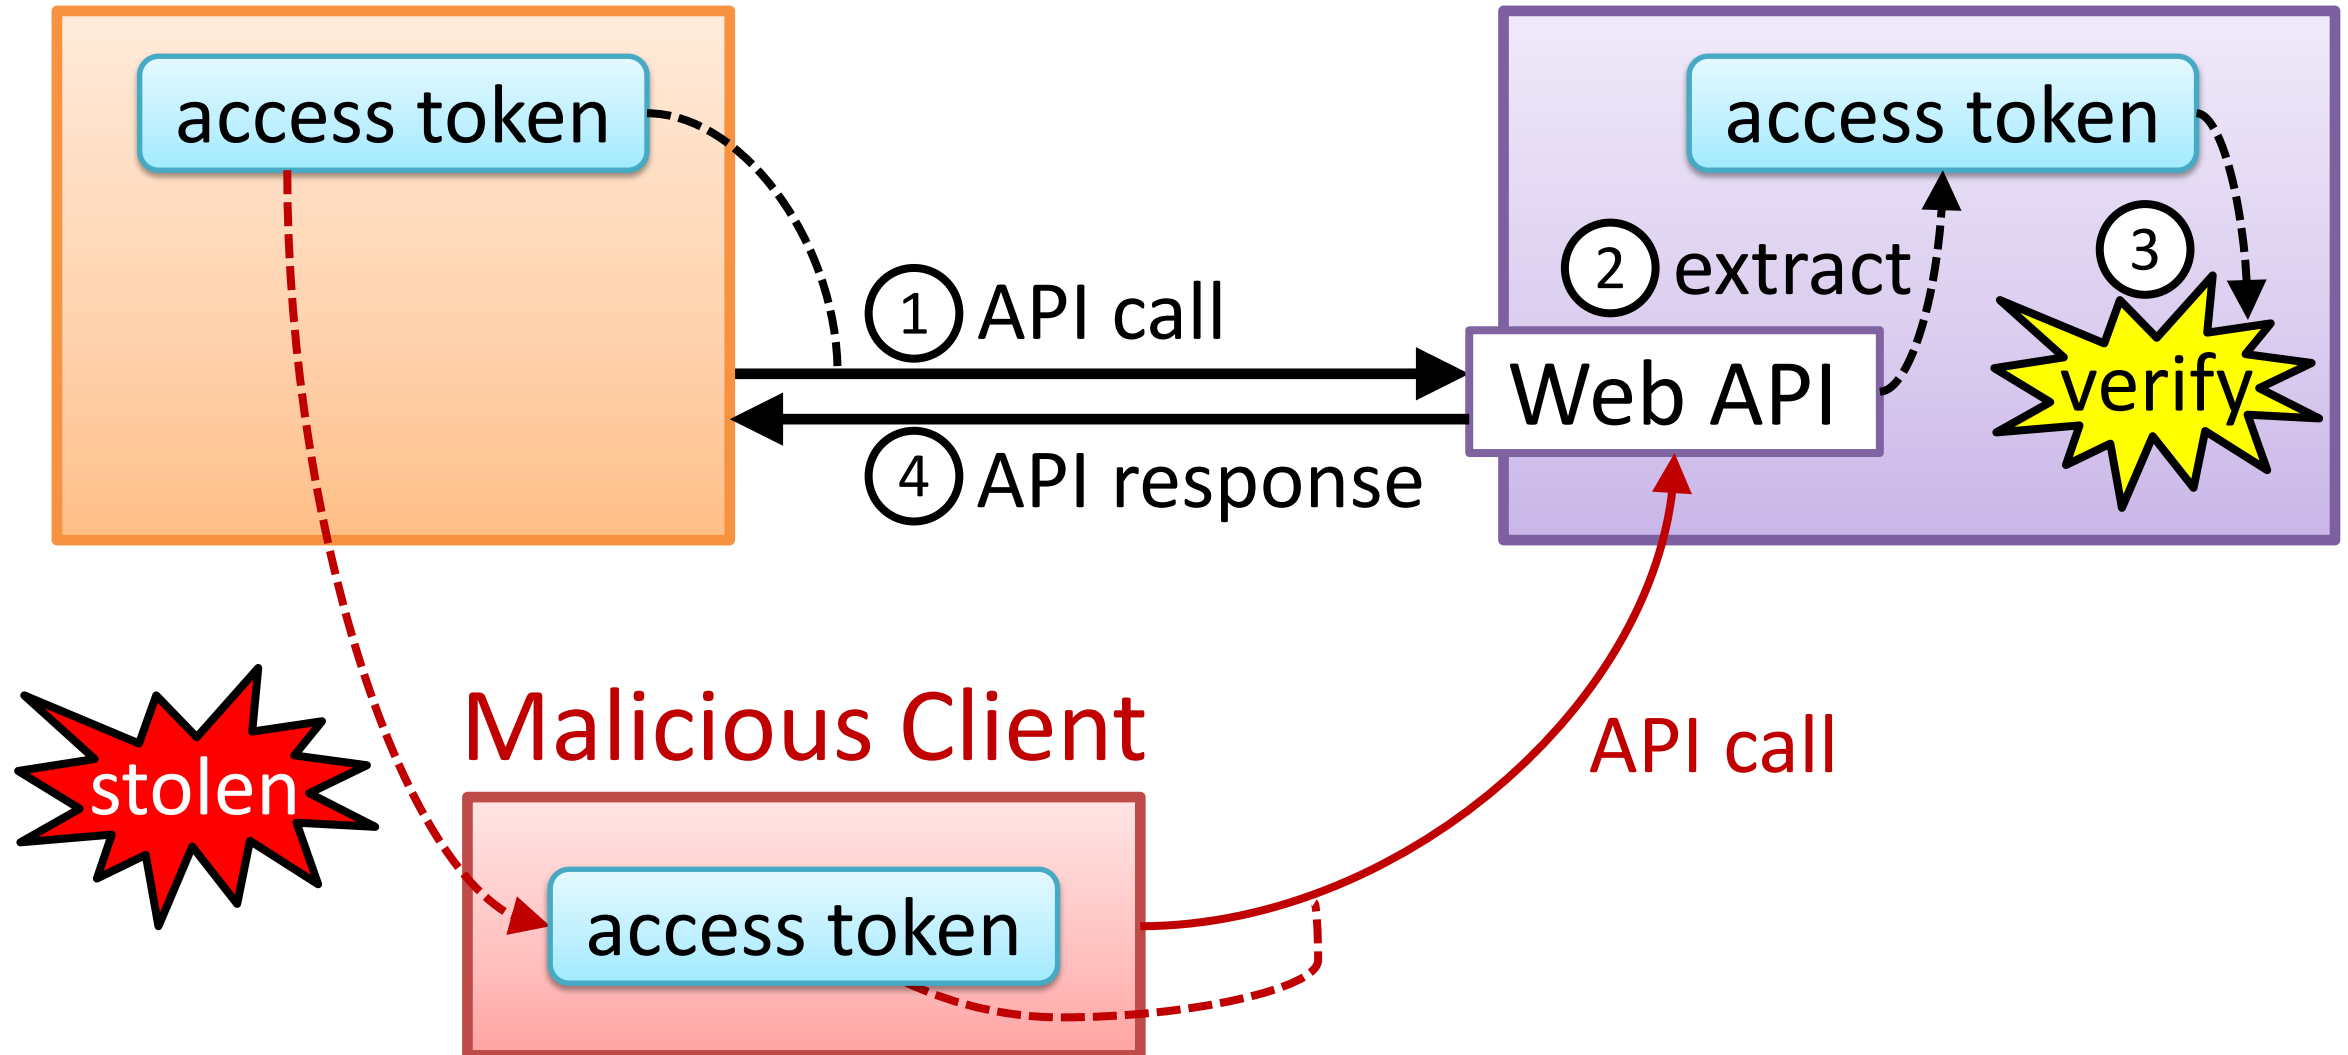 access token
access token
1 API call
2 extract
3
verify
Web API
4 API response
stolen
Malicious Client
API call
access token